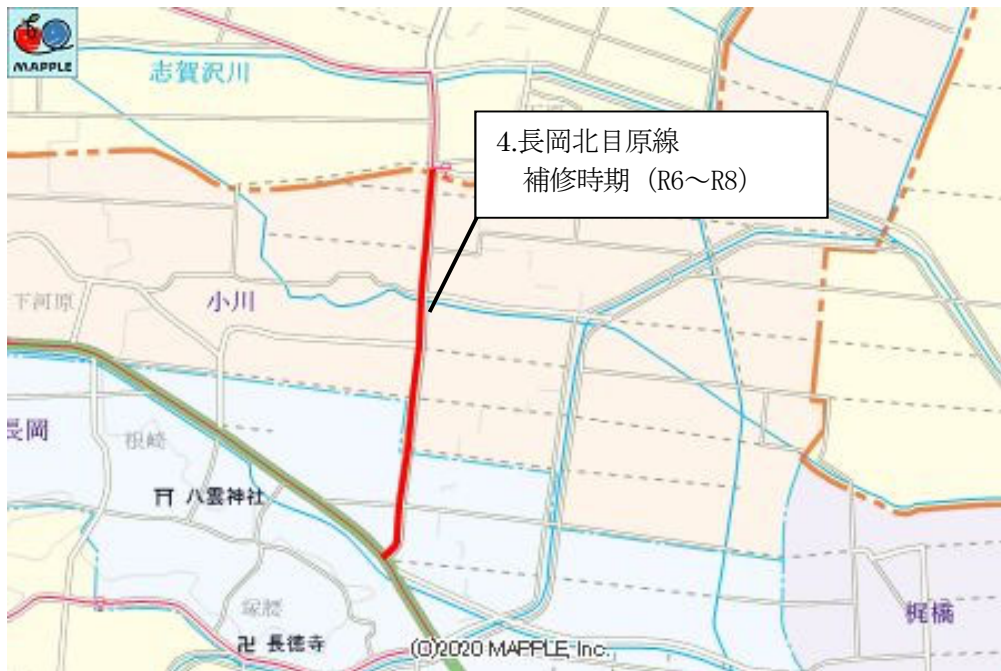 MAPPLE
志賀沢川
4.長岡北目原線
補修時期（R6～R8）
下河原
小川
長岡
根崎
八雲神社
塚腰
長徳寺
梶橋
(C)2020 MAPPLE, Inc.